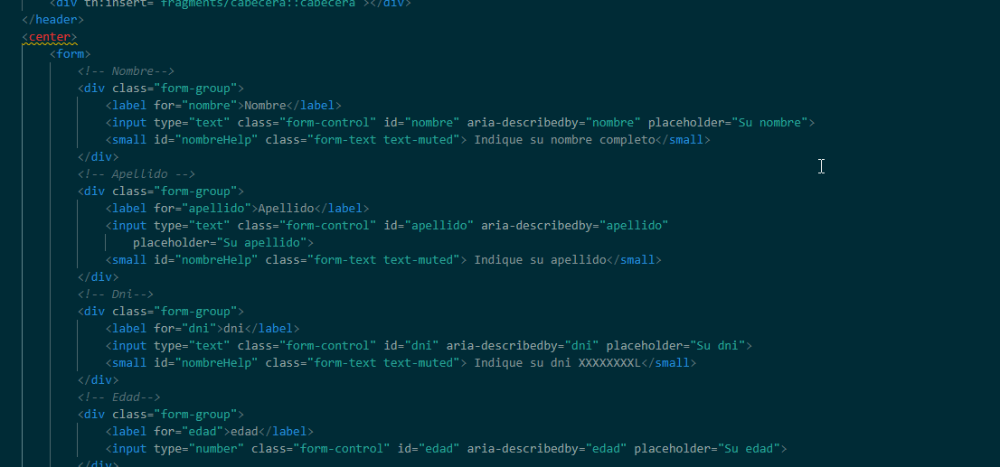 <div th:insert="fragments/cabecera::cabecera"></div>
</header>
<center>
<form>
<!-- Nombre-->
<div class="form-group">
<label for="nombre">Nombre</label>
<input type="text" class="form-control" id="nombre" aria-describedby="nombre" placeholder="Su nombre">
<small id="nombreHelp" class="form-text text-muted"> Indique su nombre completo</small>
</div>
<!-- Apellido -->
<div class="form-group">
<label for="apellido">Apellido</label>
<input type="text" class="form-control" id="apellido" aria-describedby="apellido"
placeholder="Su apellido">
<small id="nombreHelp" class="form-text text-muted"> Indique su apellido</small>
</div>
<!-- Dni-->
<div class="form-group">
<label for="dni">dni</label>
<input type="text" class="form-control" id="dni" aria-describedby="dni" placeholder="Su dni">
<small id="nombreHelp" class="form-text text-muted"> Indique su dni XXXXXXXXL</small>
</div>
<!-- Edad-->
<div class="form-group">
<label for="edad">edad</label>
<input type="number" class="form-control" id="edad" aria-describedby="edad" placeholder="Su edad">
</div>